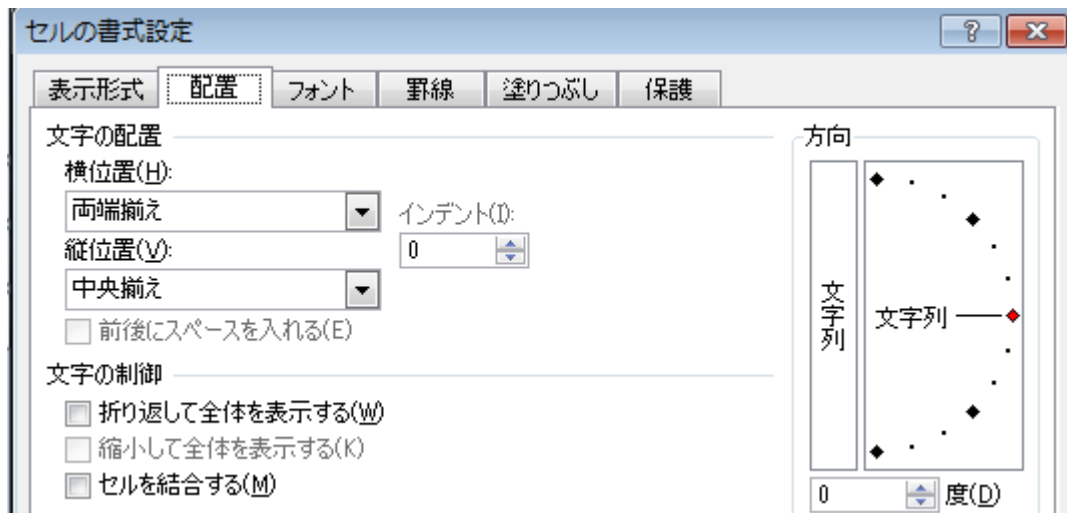 セルの書式設定
表示形式 配置 フォント 罫線 塗りつぶし 保護
文字の配置
横位置(H):
両端揃え
インデント(I):
0
縦位置(V):
中央揃え
前後にスペースを入れる(E)
文字の制御
折り返して全体を表示する(W)
縮小して全体を表示する(K)
セルを結合する(M)
方向
文字列
文字列
0 度(D)